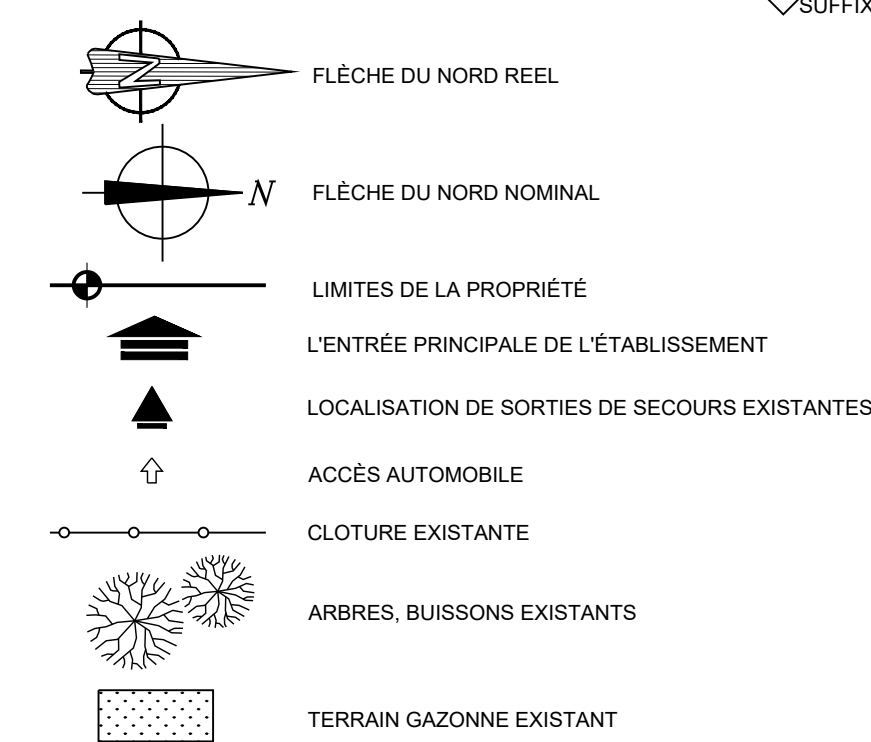 SUFFIX
N
FLÈCHE DU NORD REEL
N
FLÈCHE DU NORD NOMINAL
LIMITES DE LA PROPRIÉTÉ
L'ENTRÉE PRINCIPALE DE L'ÉTABLISSEMENT
LOCALISATION DE SORTIES DE SECOURS EXISTANTES
ACCÈS AUTOMOBILE
CLOTURE EXISTANTE
ARBRES, BUISSONS EXISTANTS
TERRAIN GAZONNE EXISTANT